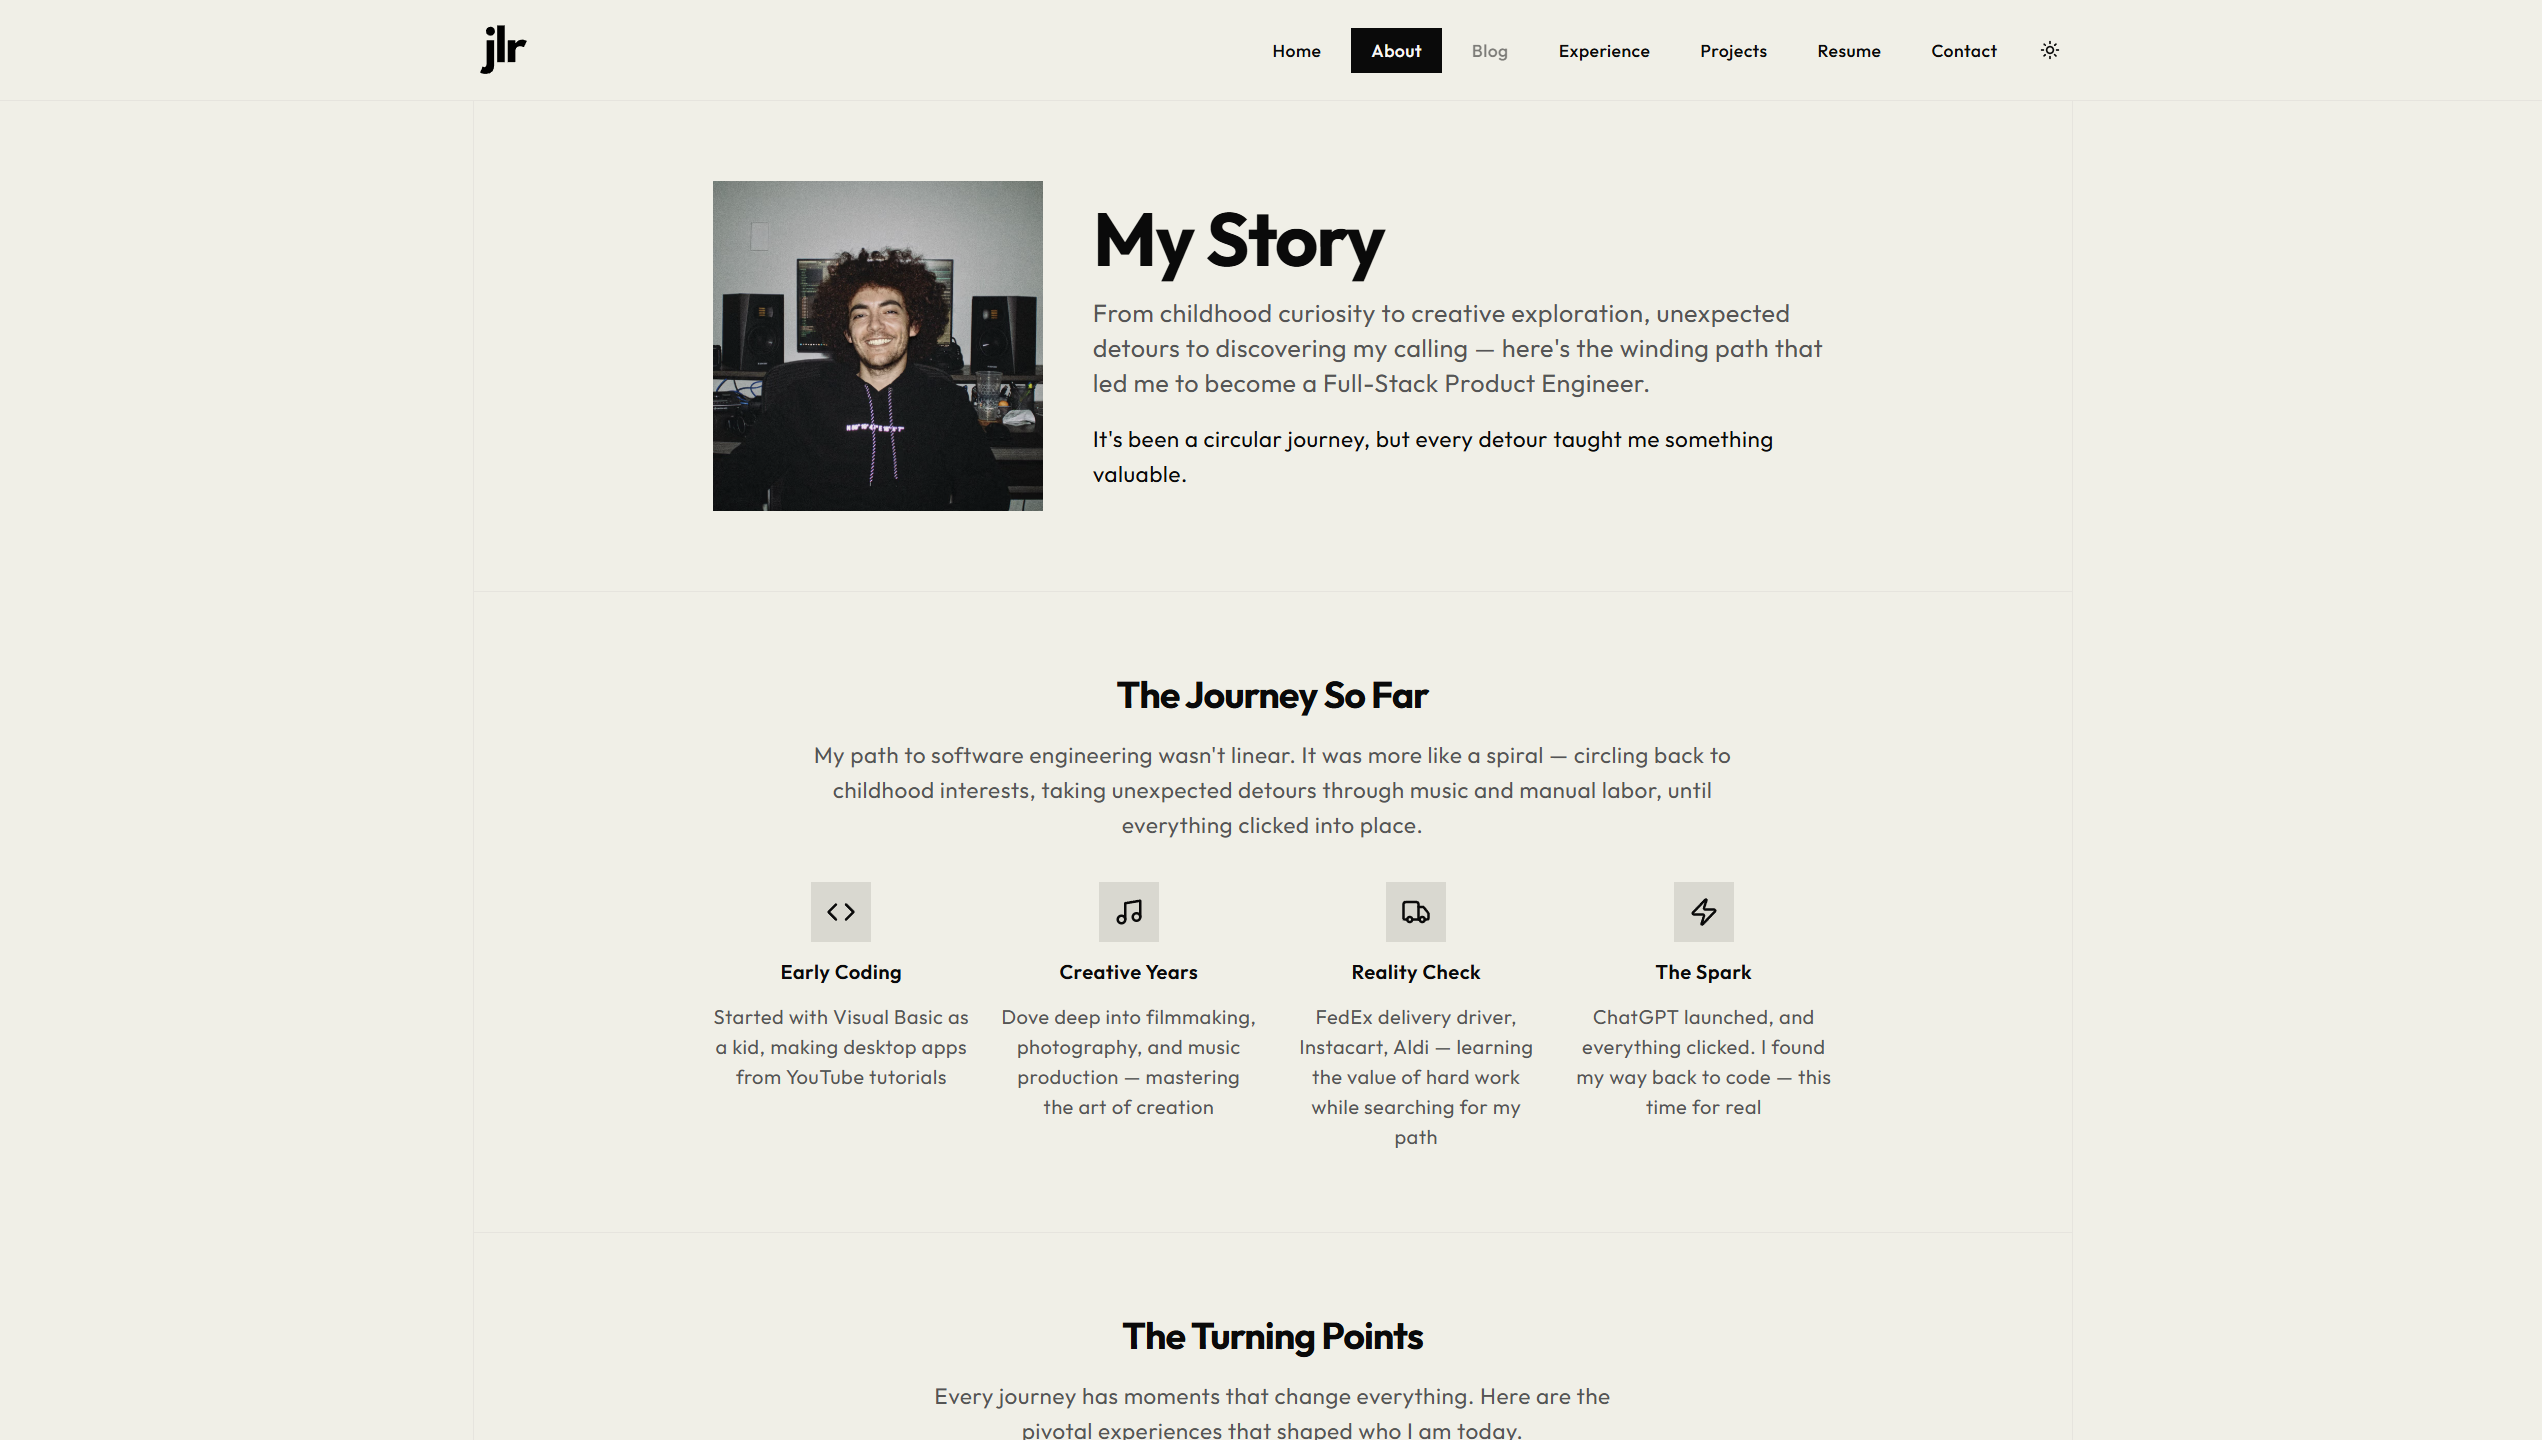 jlr
Home
About
Blog
Experience
Projects
Resume
Contact
My Story
From childhood curiosity to creative exploration, unexpected
detours to discovering my calling — here's the winding path that
led me to become a Full-Stack Product Engineer.
It's been a circular journey, but every detour taught me something
valuable.
The Journey So Far
My path to software engineering wasn't linear. It was more like a spiral — circling back to
childhood interests, taking unexpected detours through music and manual labor, until
everything clicked into place.
Early Coding
Started with Visual Basic as
a kid, making desktop apps
from YouTube tutorials
Creative Years
Dove deep into filmmaking,
photography, and music
production — mastering
the art of creation
Reality Check
FedEx delivery driver,
Instacart, Aldi — learning
the value of hard work
while searching for my
path
The Spark
ChatGPT launched, and
everything clicked. I found
my way back to code — this
time for real
The Turning Points
Every journey has moments that change everything. Here are the
pivotal experiences that shaped who I am today.